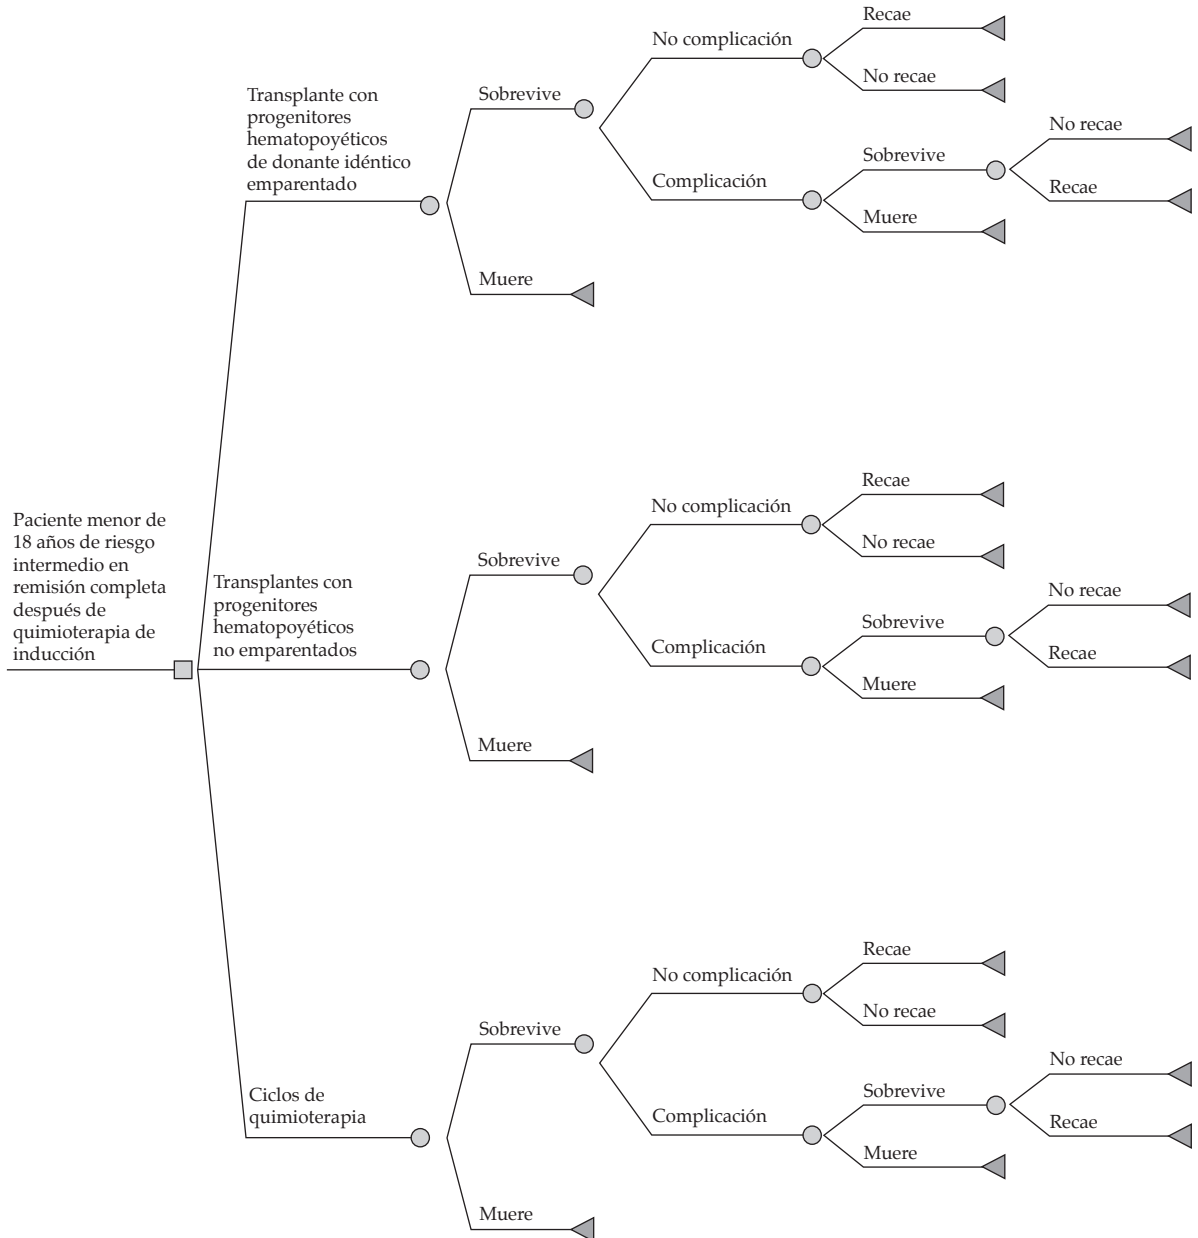 Recae
No complicación
No recae
Transplante con
progenitores
hematopoyéticos
de donante idéntico
emparentado
Sobrevive
No recae
Sobrevive
Complicación
Recae
Muere
Muere
Recae
No complicación
No recae
Paciente menor de
18 años de riesgo
intermedio en
remisión completa
después de
quimioterapia de
inducción
Sobrevive
Transplantes con
progenitores
hematopoyéticos
no emparentados
No recae
Sobrevive
Complicación
Recae
Muere
Muere
Recae
No complicación
No recae
Sobrevive
No recae
Ciclos de
quimioterapia
Sobrevive
Complicación
Recae
Muere
Muere